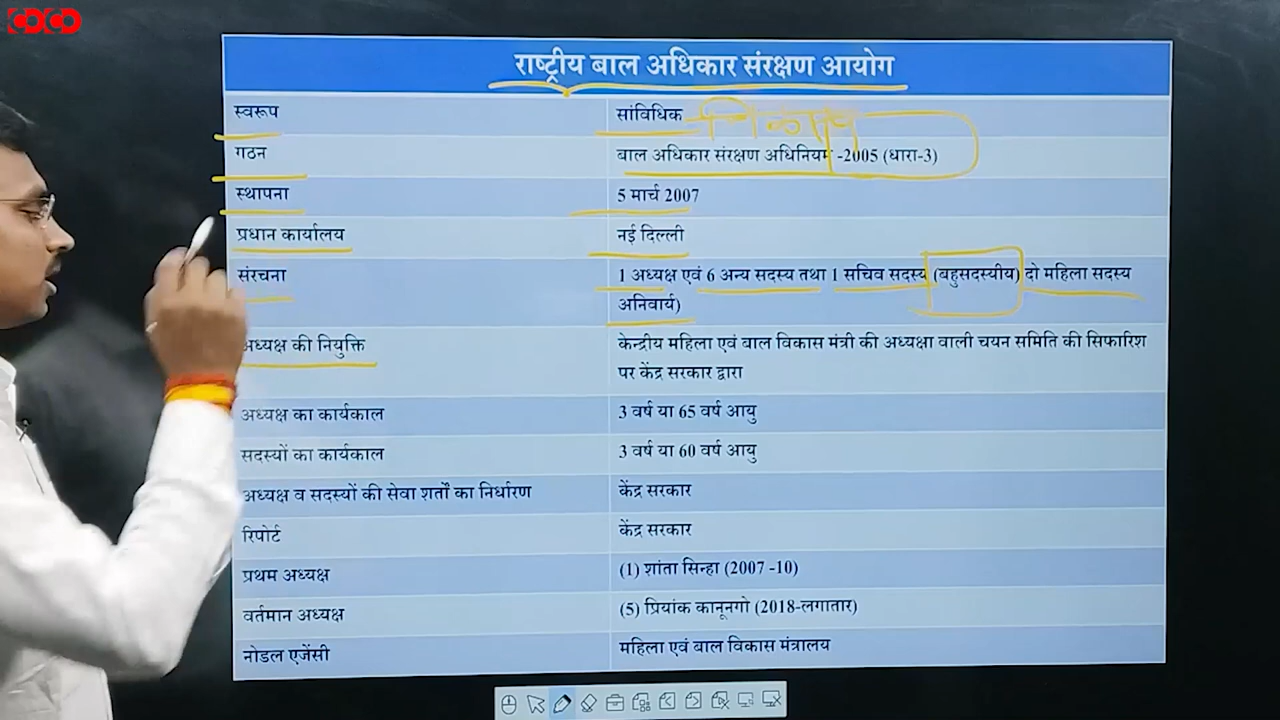 COCO
राष्ट्रीय बाल अधिकार संरक्षण आयोग
स्वरूप
सांविधिक निकाय
गठन
बाल अधिकार संरक्षण अधिनियम -2005 (धारा-3)
स्थापना
5 मार्च 2007
प्रधान कार्यालय
नई दिल्ली
संरचना
1 अध्यक्ष एवं 6 अन्य सदस्य तथा 1 सचिव सदस्य (बहुसदस्यीय) दो महिला सदस्य
अनिवार्य)
अध्यक्ष की नियुक्ति
केन्द्रीय महिला एवं बाल विकास मंत्री की अध्यक्षा वाली चयन समिति की सिफारिश
पर केंद्र सरकार द्वारा
अध्यक्ष का कार्यकाल
3 वर्ष या 65 वर्ष आयु
सदस्यों का कार्यकाल
3 वर्ष या 60 वर्ष आयु
अध्यक्ष व सदस्यों की सेवा शर्तों का निर्धारण
केंद्र सरकार
रिपोर्ट
केंद्र सरकार
प्रथम अध्यक्ष
(1) शांता सिन्हा (2007 -10)
वर्तमान अध्यक्ष
(5) प्रियांक कानूनगो (2018-लगातार)
नोडल एजेंसी
महिला एवं बाल विकास मंत्रालय